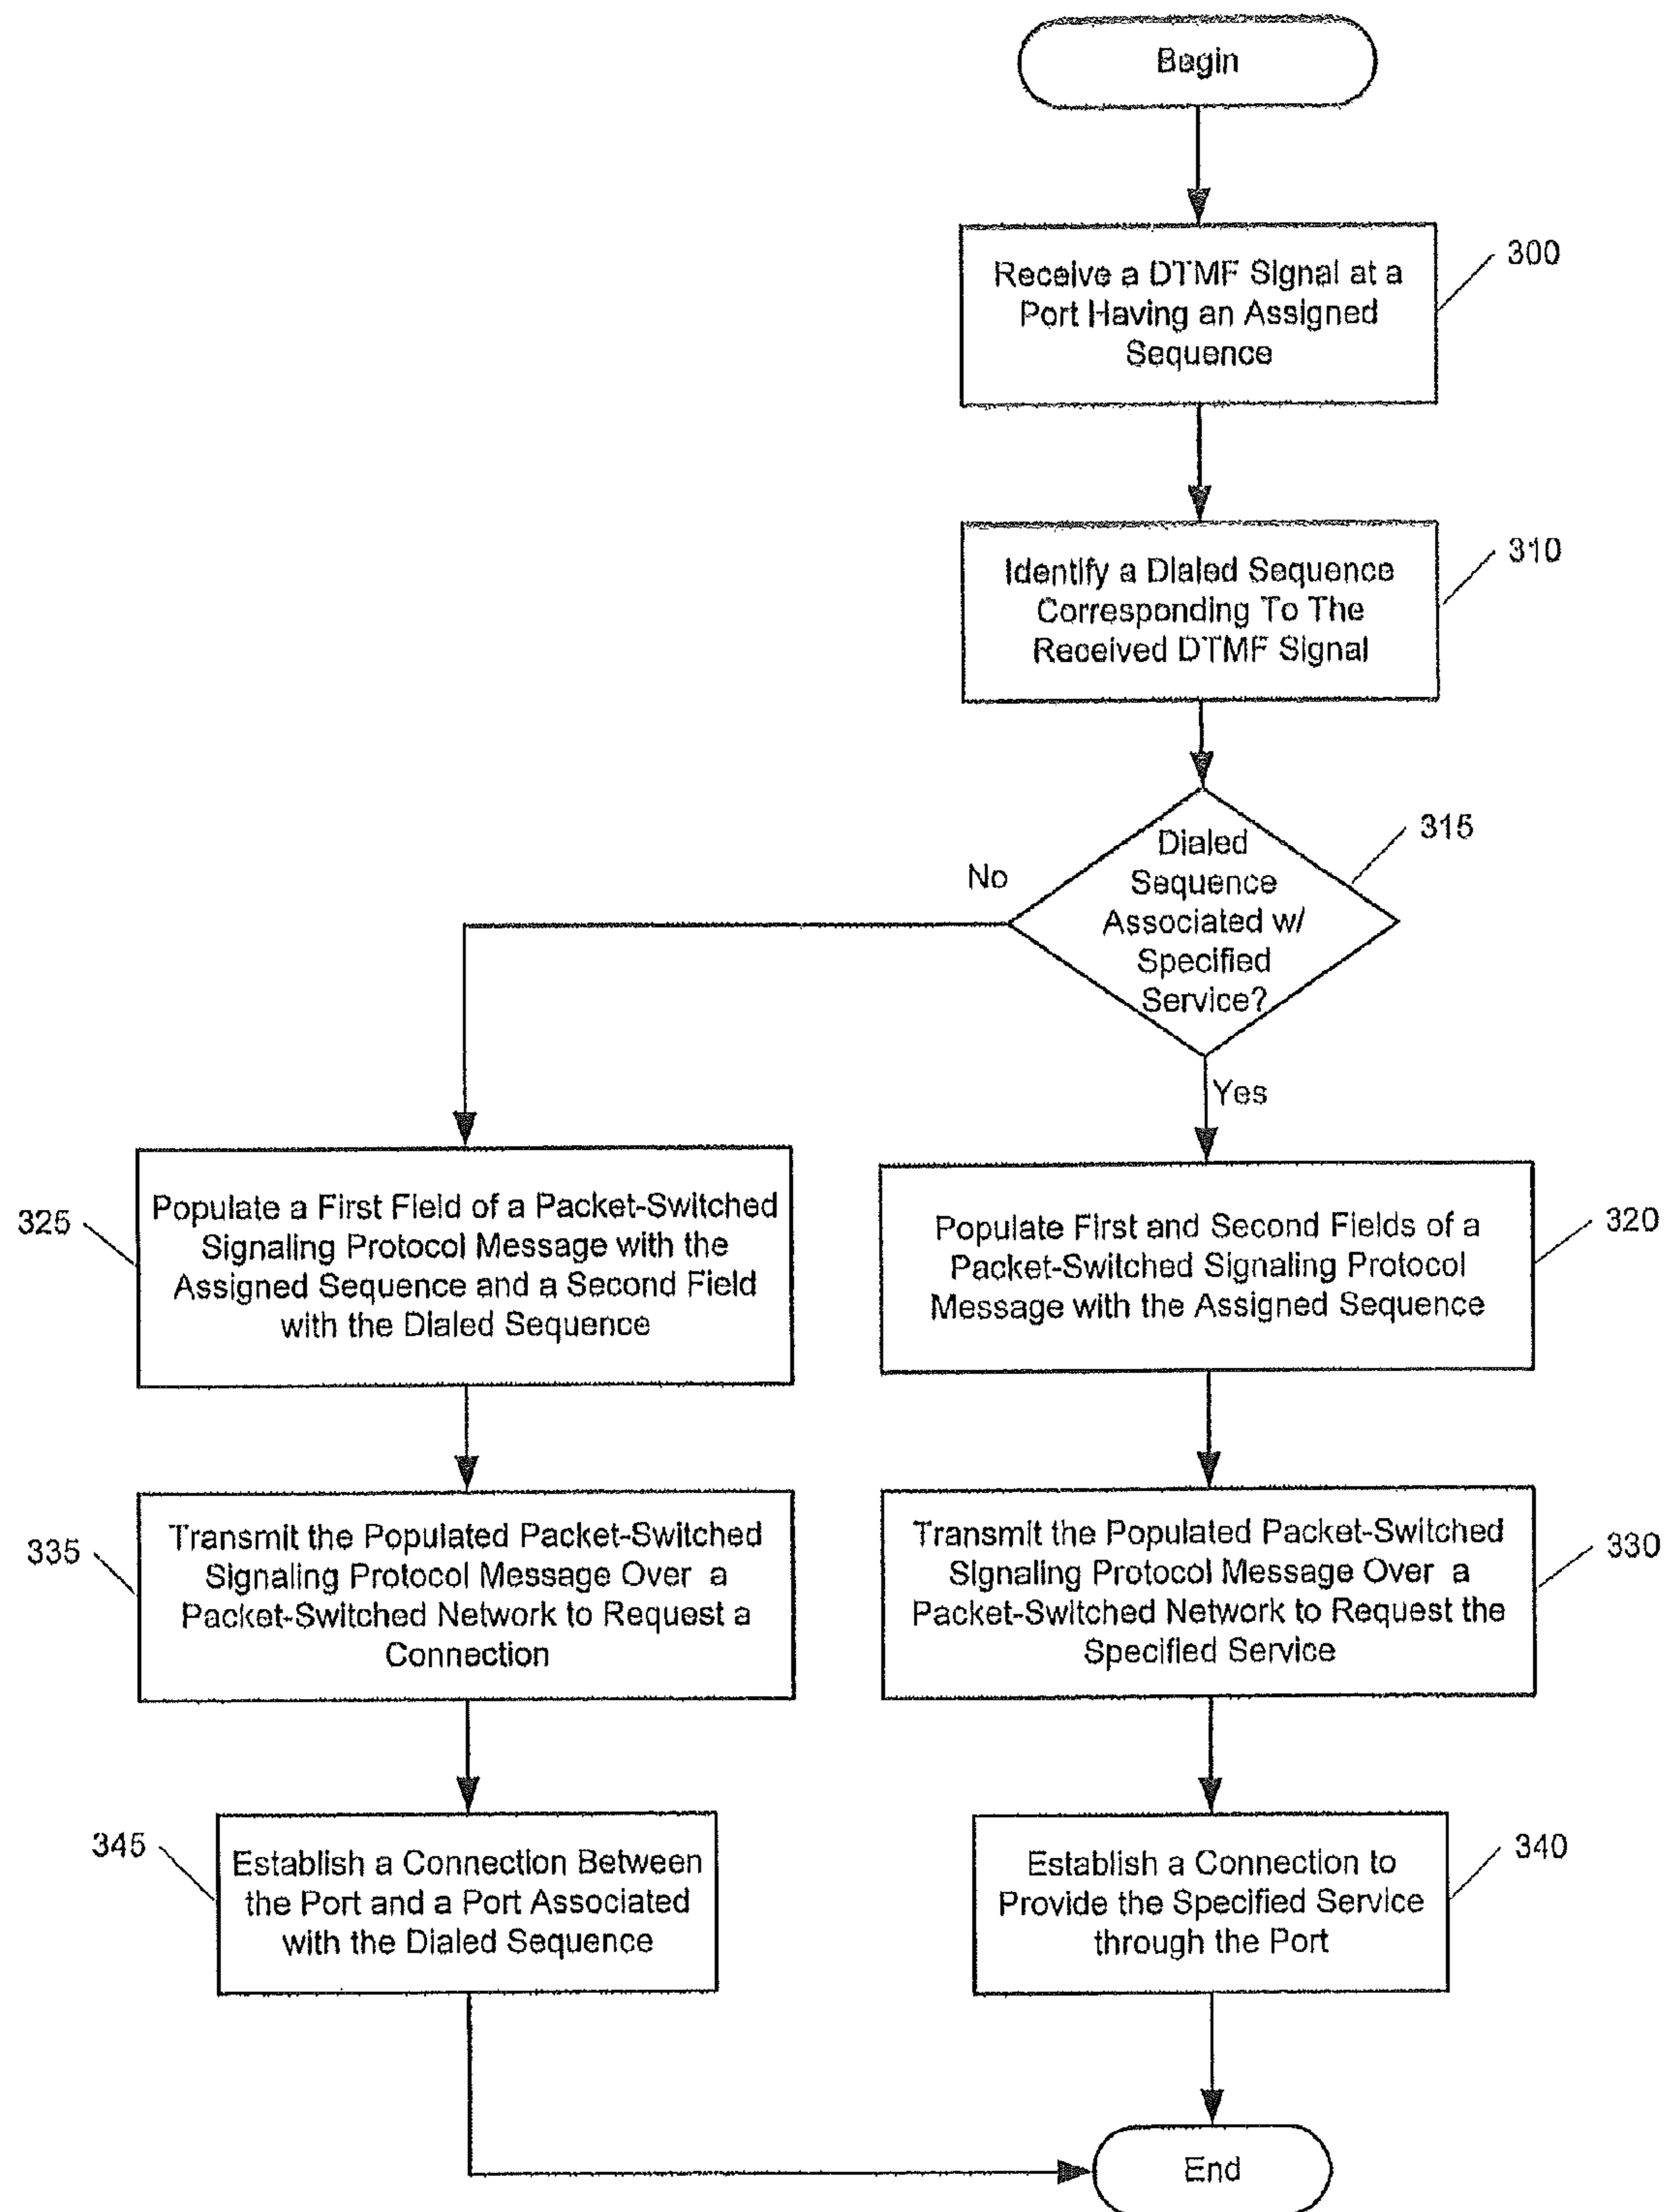 Begin
Receive a DTMF Signal at a
Port Having an Assigned
Sequence
300
Identify a Dialed Sequence
Corresponding To The
Received DTMF Signal
310
Dialed
Sequence
Associated w/
Specified
Service?
315
No
Yes
325
Populate a First Field of a Packet-Switched
Signaling Protocol Message with the
Assigned Sequence and a Second Field
with the Dialed Sequence
Populate First and Second Fields of a
Packet-Switched Signaling Protocol
Message with the Assigned Sequence
320
335
Transmit the Populated Packet-Switched
Signaling Protocol Message Over a
Packet-Switched Network to Request a
Connection
Transmit the Populated Packet-Switched
Signaling Protocol Message Over a
Packet-Switched Network to Request the
Specified Service
330
345
Establish a Connection Between
the Port and a Port Associated
with the Dialed Sequence
Establish a Connection to
Provide the Specified Service
through the Port
340
End